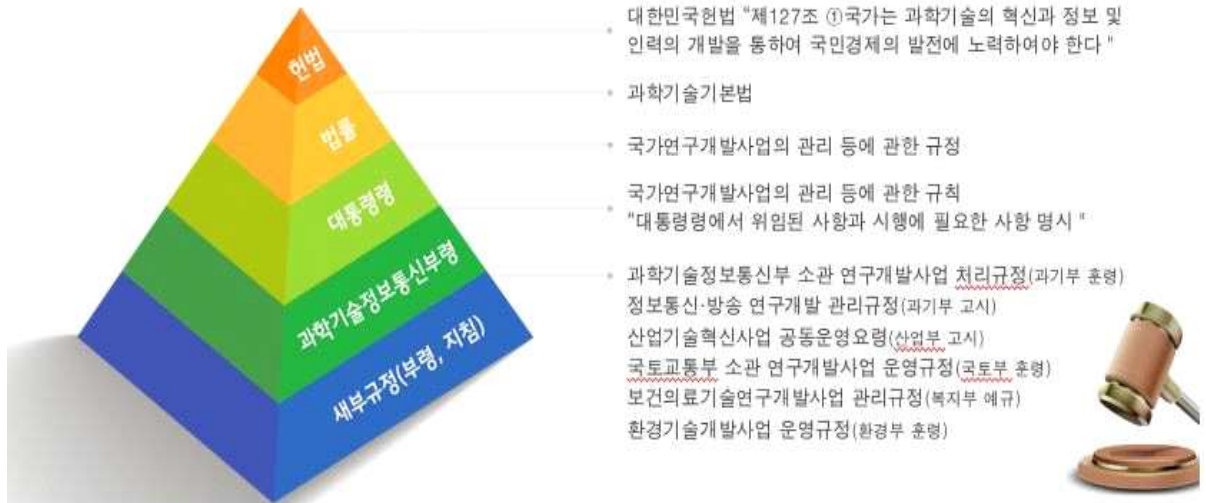 헌법
법률
대통령령
과학기술정보통신부령
새부규정(부령, 지침)
대한민국헌법 "제127조 ①국가는 과학기술의 혁신과 정보 및
인력의 개발을 통하여 국민경제의 발전에 노력하여야 한다 "
과학기술기본법
국가연구개발사업의 관리 등에 관한 규정
국가연구개발사업의 관리 등에 관한 규칙
"대통령령에서 위임된 사항과 시행에 필요한 사항 명시 "
과학기술정보통신부 소관 연구개발사업 처리규정(과기부 훈령)
정보통신·방송 연구개발 관리규정(과기부 고시)
산업기술혁신사업 공동운영요령(산업부 고시)
국토교통부 소관 연구개발사업 운영규정(국토부 훈령)
보건의료기술연구개발사업 관리규정(복지부 예규)
환경기술개발사업 운영규정(환경부 훈령)